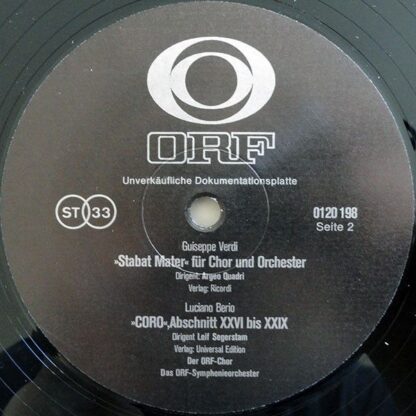 ORF
Unverkäufliche Dokumentationsplatte
ST 33
0120 198
Seite 2
Guiseppe Verdi
»Stabat Mater« für Chor und Orchester
Dirigent: Argeo Quadri
Verlag: Ricordi
Luciano Berio
»CORO«, Abschnitt XXVI bis XXIX
Dirigent Leif Segerstam
Verlag: Universal Edition
Der ORF-Chor
Das ORF-Symphonieorchester